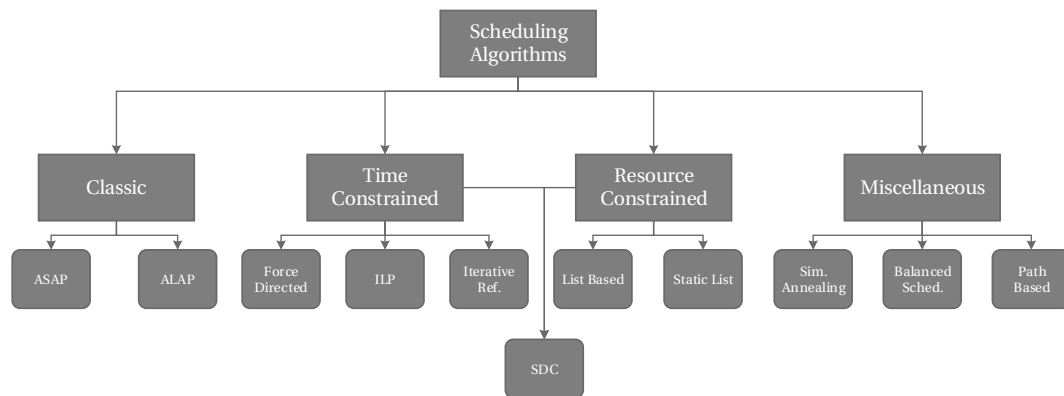 Scheduling
Algorithms
Classic
Time
Constrained
Resource
Constrained
Miscellaneous
ASAP
ALAP
Force
Directed
ILP
Iterative
Ref.
List Based
Static List
Sim.
Annealing
Balanced
Sched.
Path
Based
SDC